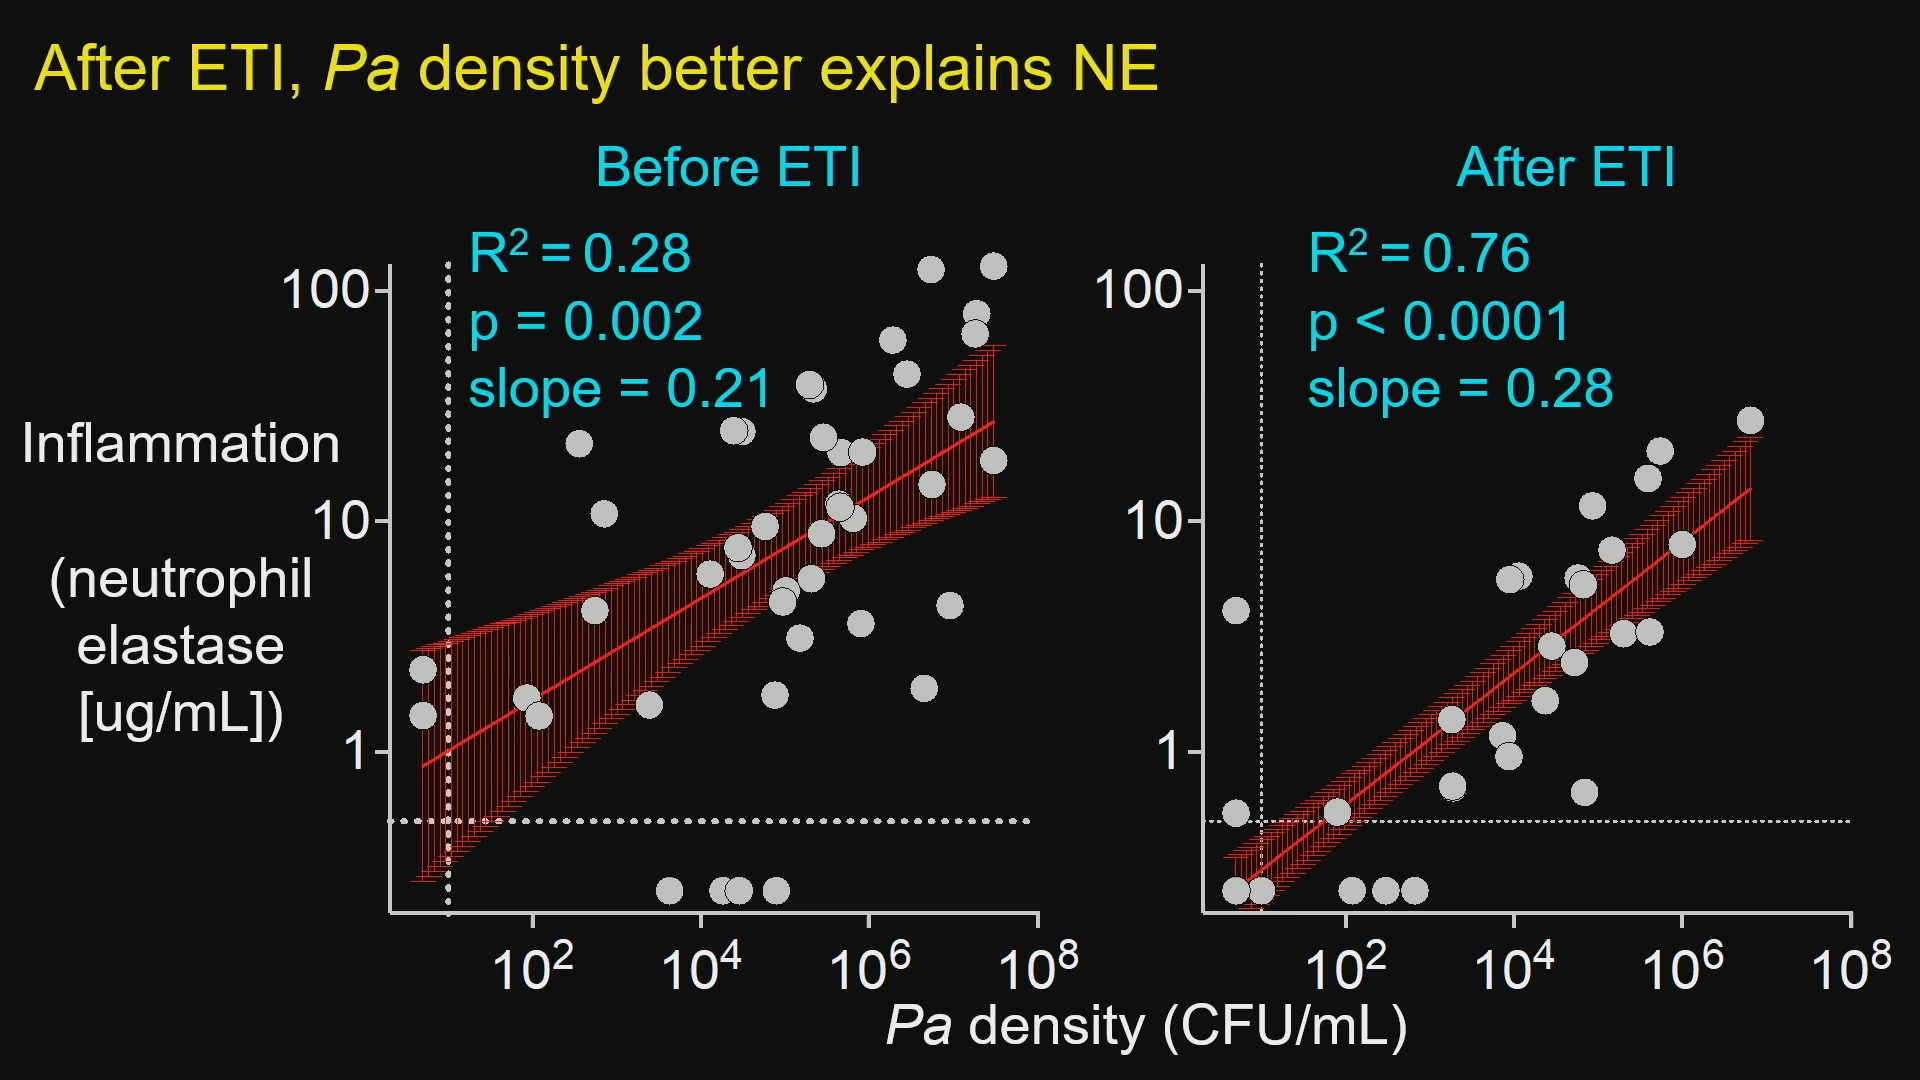 After ETI, Pa density better explains NE
Before ETI
R² = 0.28
p = 0.002
slope = 0.21
After ETI
R² = 0.76
p < 0.0001
slope = 0.28
Inflammation
(neutrophil
elastase
[ug/mL])
100
10
1
10² 10⁴ 10⁶ 10⁸
100
10
1
10² 10⁴ 10⁶ 10⁸
Pa density (CFU/mL)